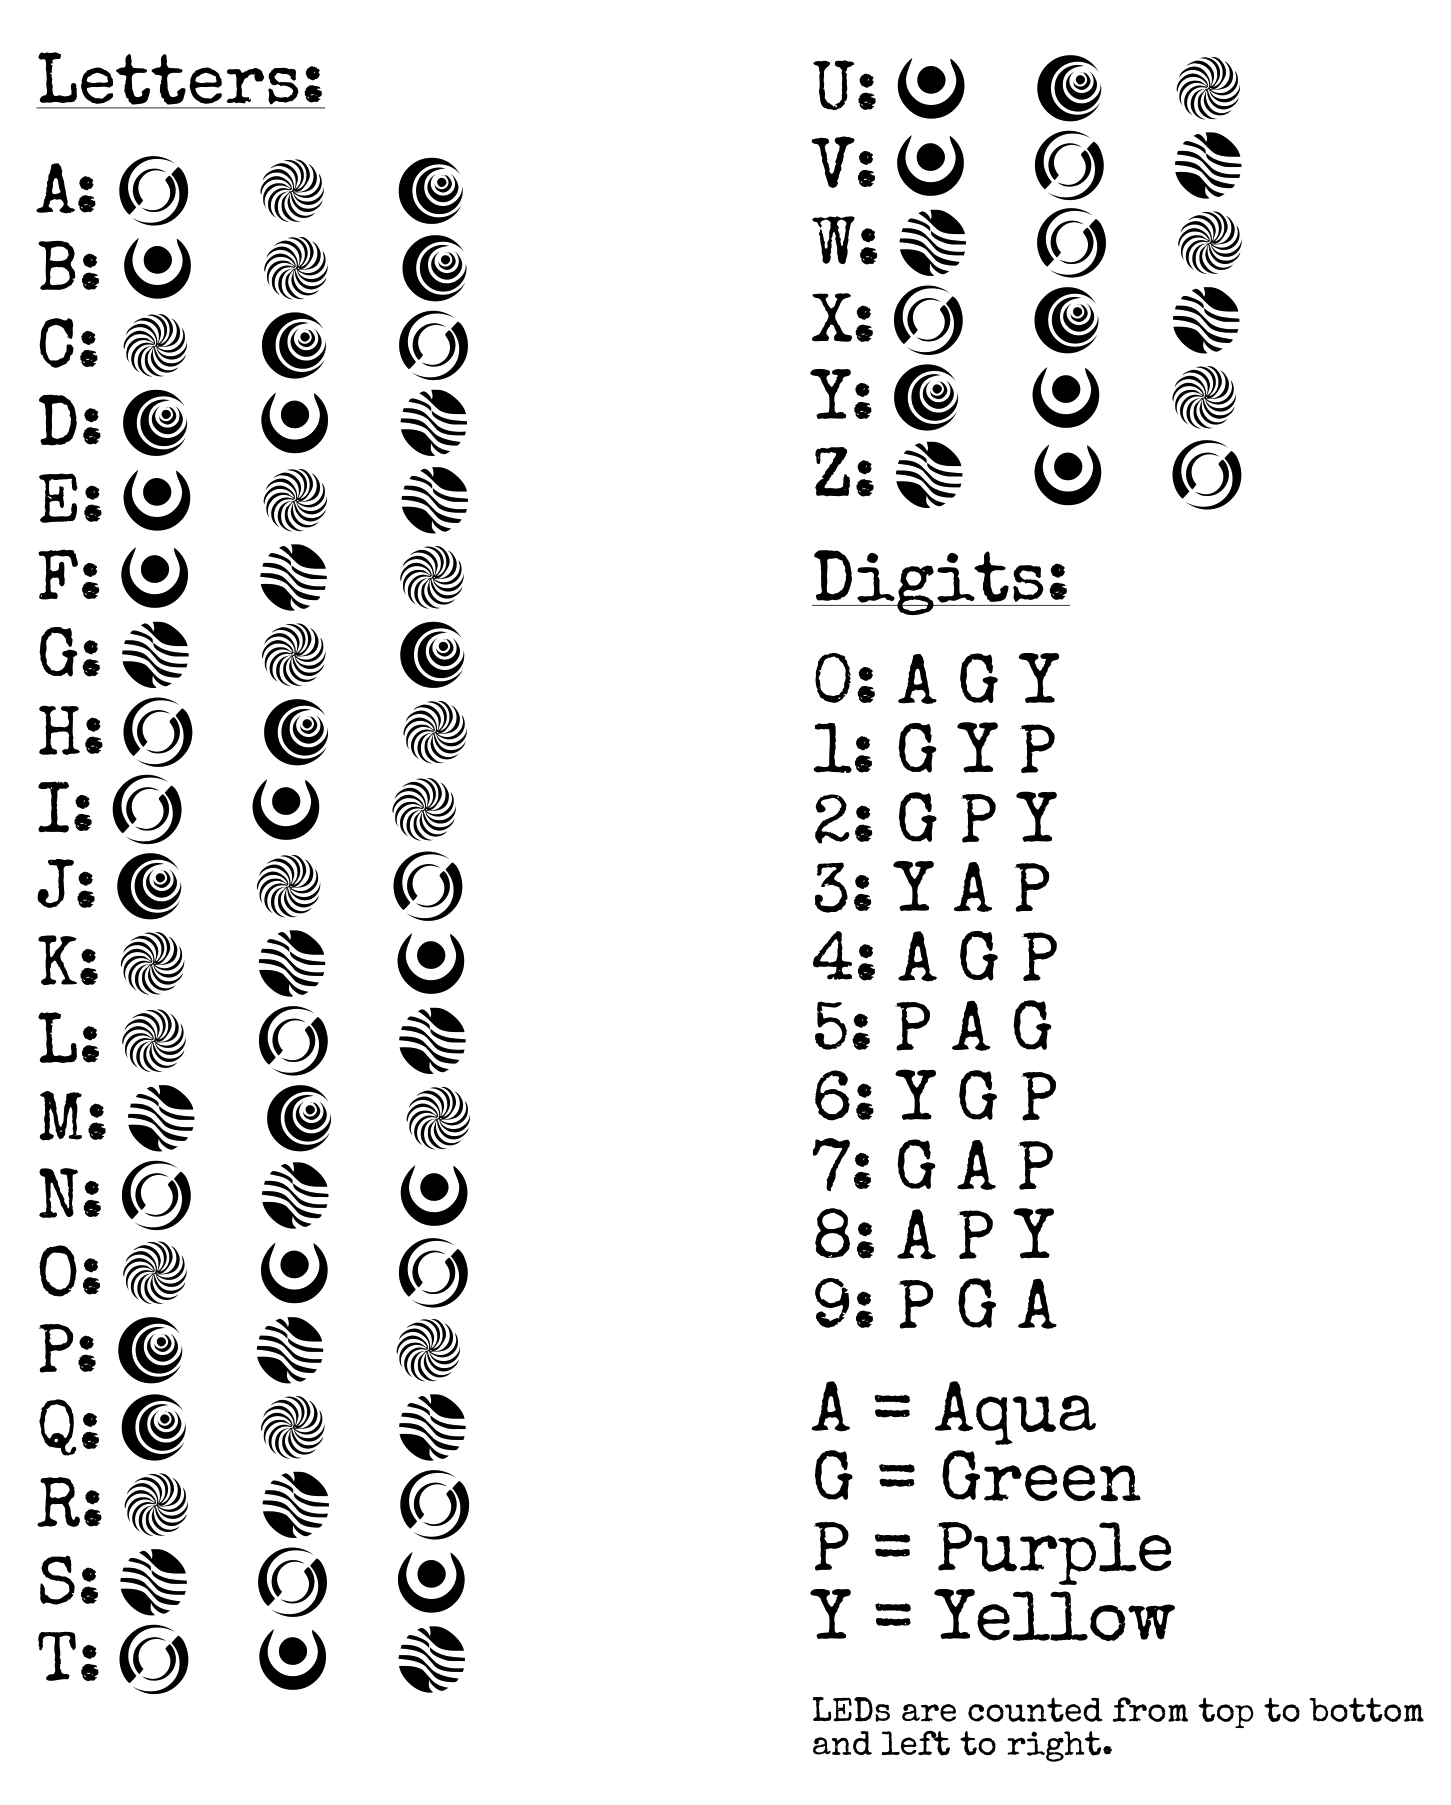 Letters:
A:
B:
C:
D:
E:
F:
G:
H:
I:
J:
K:
L:
M:
N:
O:
P:
Q:
R:
S:
T:
U:
V:
W:
X:
Y:
Z:
Digits:
0: A G Y
1: G Y P
2: G P Y
3: Y A P
4: A G P
5: P A G
6: Y G P
7: G A P
8: A P Y
9: P G A
A = Aqua
G = Green
P = Purple
Y = Yellow
LEDs are counted from top to bottom
and left to right.